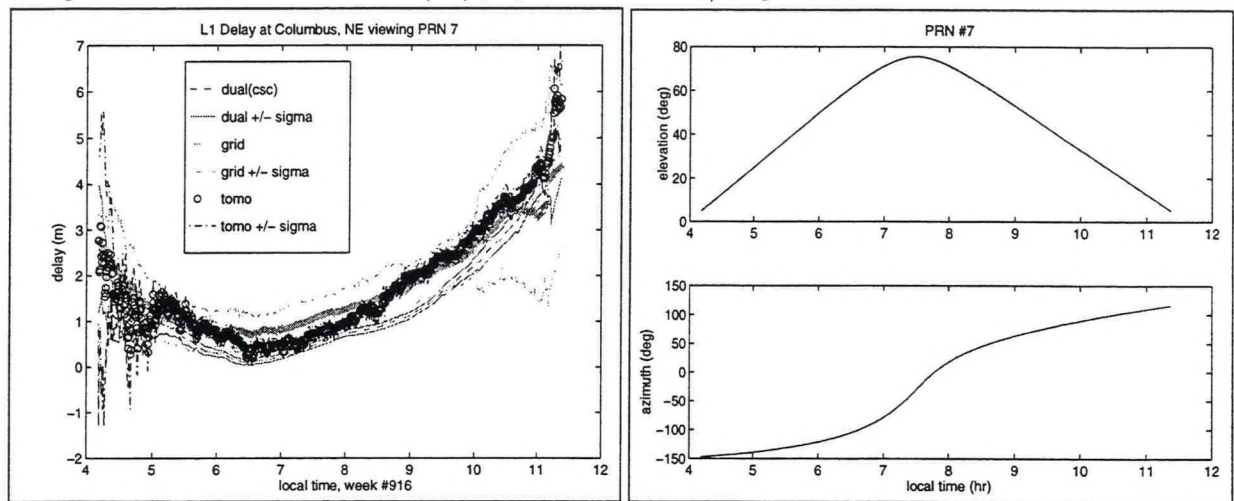 L1 Delay at Columbus, NE viewing PRN 7
7
6
5
4
3
2
1
0
−1
−2
delay (m)
dual(csc)
dual +/− sigma
grid
grid +/− sigma
tomo
tomo +/− sigma
4 5 6 7 8 9 10 11 12
local time, week #916
PRN #7
80
60
40
20
0
elevation (deg)
4 5 6 7 8 9 10 11 12
150
100
50
0
−50
−100
−150
azimuth (deg)
4 5 6 7 8 9 10 11 12
local time (hr)